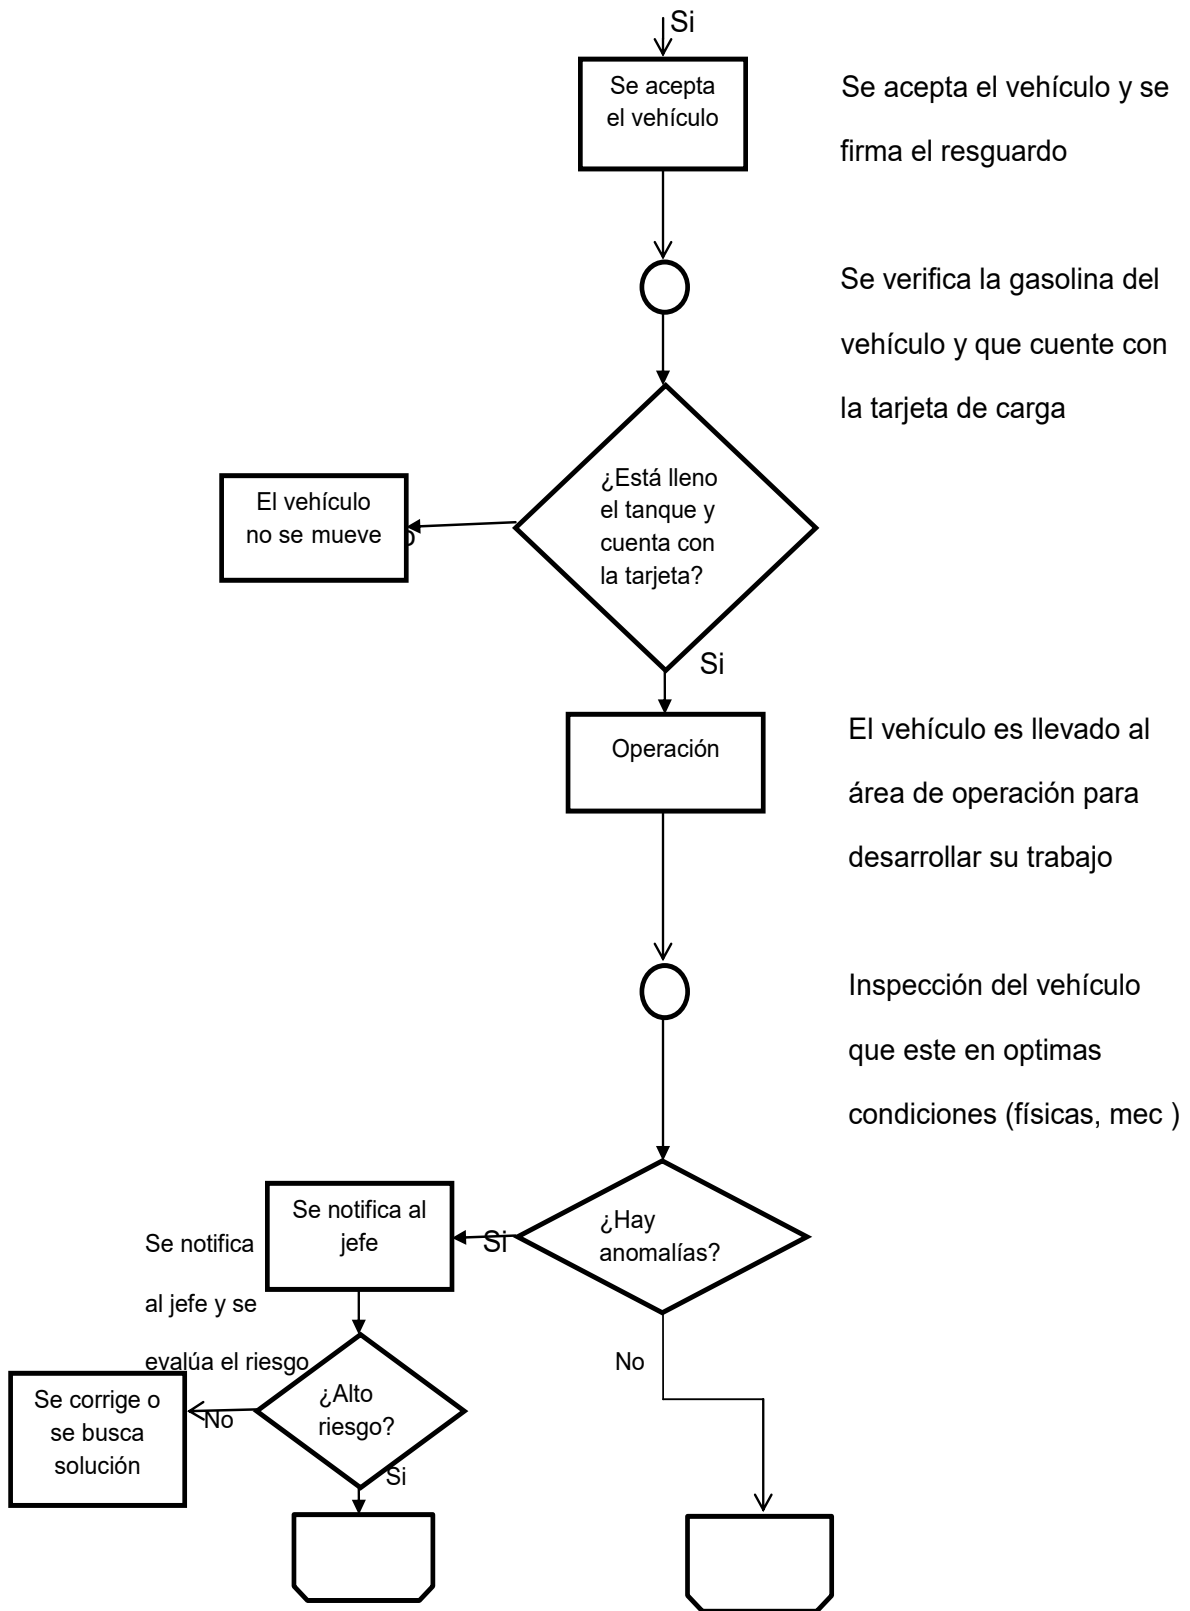 Si
Se acepta
el vehículo
Se acepta el vehículo y se
firma el resguardo
Se verifica la gasolina del
vehículo y que cuente con
la tarjeta de carga
¿Está lleno
el tanque y
cuenta con
la tarjeta?
El vehículo
no se mueve
Si
Operación
El vehículo es llevado al
área de operación para
desarrollar su trabajo
Inspección del vehículo
que este en optimas
condiciones (físicas, mec )
¿Hay
anomalías?
Si
Se notifica al
jefe
Se notifica
al jefe y se
evalúa el riesgo
No
¿Alto
riesgo?
No
Se corrige o
se busca
solución
Si